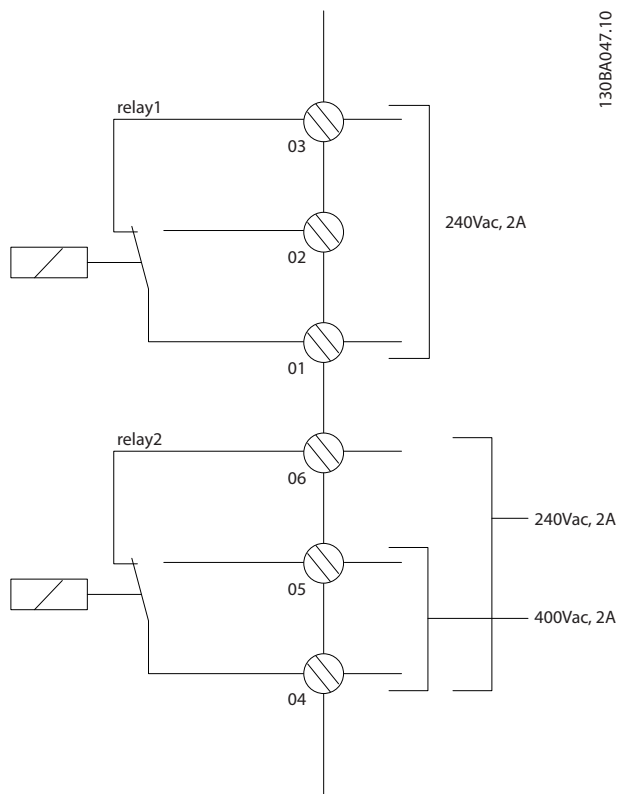 130BA047.10
relay1
03
240Vac, 2A
02
01
relay2
06
240Vac, 2A
05
400Vac, 2A
04